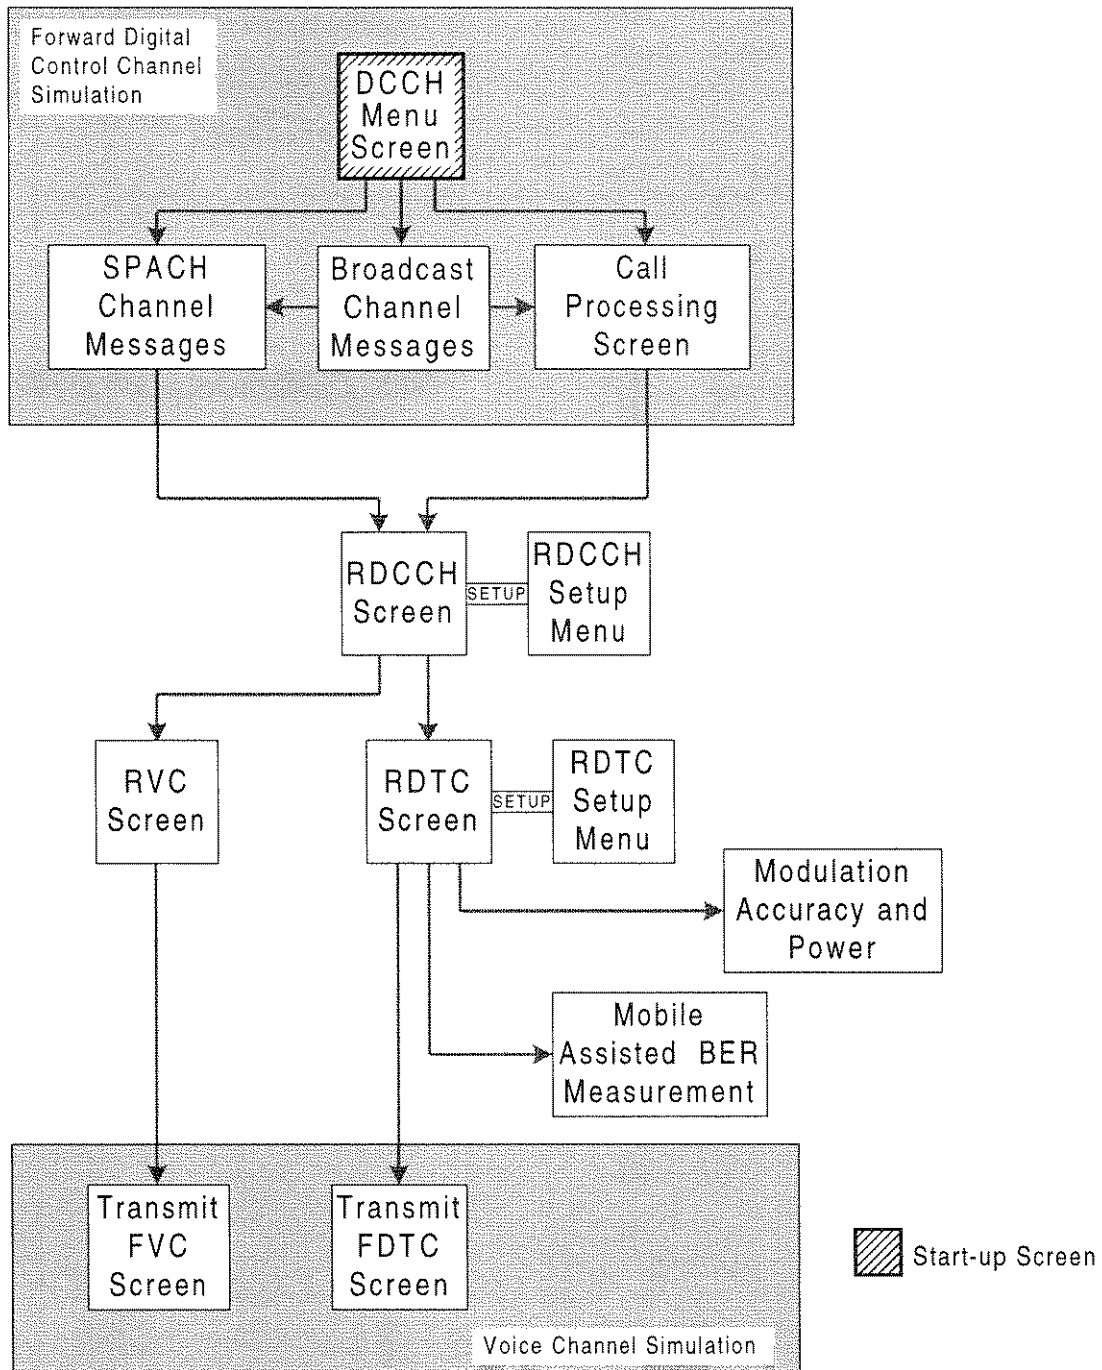 Forward Digital
Control Channel
Simulation
DCCH
Menu
Screen
SPACH
Channel
Messages
Broadcast
Channel
Messages
Call
Processing
Screen
RDCCH
Screen
SETUP
RDCCH
Setup
Menu
RVC
Screen
RDTC
Screen
SETUP
RDTC
Setup
Menu
Modulation
Accuracy and
Power
Mobile
Assisted BER
Measurement
Transmit
FVC
Screen
Transmit
FDTC
Screen
Start-up Screen
Voice Channel Simulation